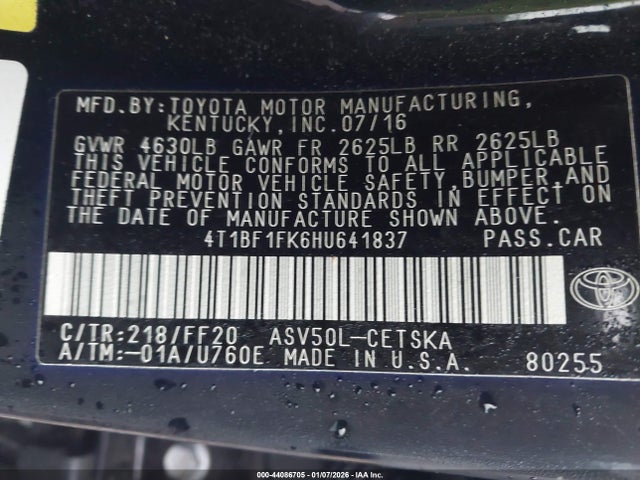 MFD.BY:TOYOTA MOTOR MANUFACTURING,
KENTUCKY,INC.07/16
GVWR 4630LB GAWR FR 2625LB RR 2625LB
THIS VEHICLE CONFORMS TO ALL APPLICABLE
FEDERAL MOTOR VEHICLE SAFETY,BUMPER,AND
THEFT PREVENTION STANDARDS IN EFFECT ON
THE DATE OF MANUFACTURE SHOWN ABOVE.
4T1BF1FK6HU641837 PASS.CAR
C/TR:218/FF20 ASV50L-CETSKA
A/TM:-01A/U760E MADE IN U.S.A. 80255
000-44086705 - 01/07/2026 - IAA Inc.